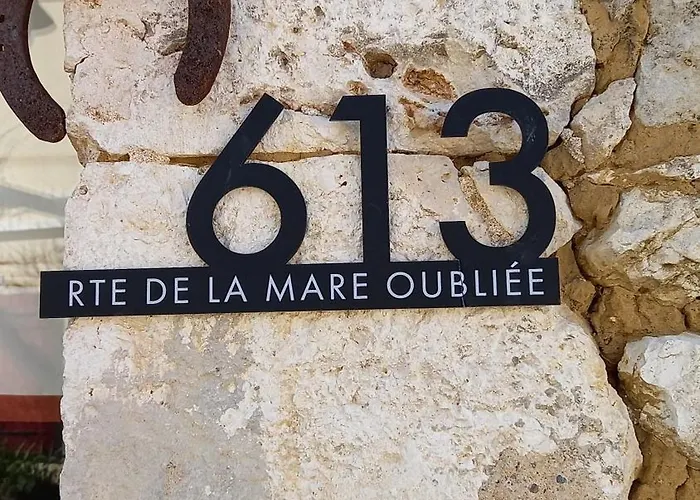 613
RTE DE LA MARE OUBLIÉE